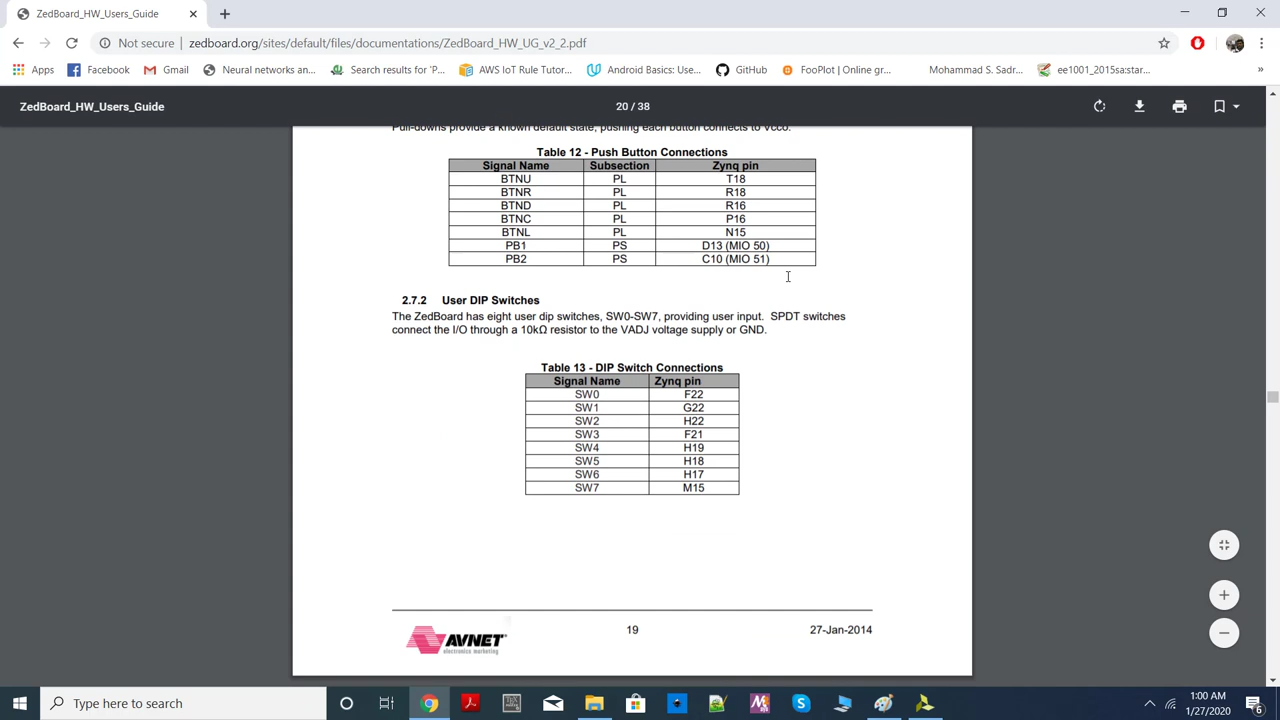 ZedBoard_HW_Users_Guide
Not secure zedboard.org/sites/default/files/documentations/ZedBoard_HW_UG_v2_2.pdf
Apps Facebook Gmail Neural networks an... Search results for 'P... AWS IoT Rule Tutor... Android Basics: Use... GitHub FooPlot | Online gr... Mohammad S. Sadr... ee1001_2015sa:star... »
ZedBoard_HW_Users_Guide 20 / 38
Pull-downs provide a known default state, pushing each button connects to Vcco.
Table 12 - Push Button Connections
Signal Name Subsection Zynq pin
BTNU PL T18
BTNR PL R18
BTND PL R16
BTNC PL P16
BTNL PL N15
PB1 PS D13 (MIO 50)
PB2 PS C10 (MIO 51)
2.7.2 User DIP Switches
The ZedBoard has eight user dip switches, SW0-SW7, providing user input. SPDT switches
connect the I/O through a 10kΩ resistor to the VADJ voltage supply or GND.
Table 13 - DIP Switch Connections
Signal Name Zynq pin
SW0 F22
SW1 G22
SW2 H22
SW3 F21
SW4 H19
SW5 H18
SW6 H17
SW7 M15
AVNET
electronics marketing
19 27-Jan-2014
Type here to search
1:00 AM
1/27/2020
6